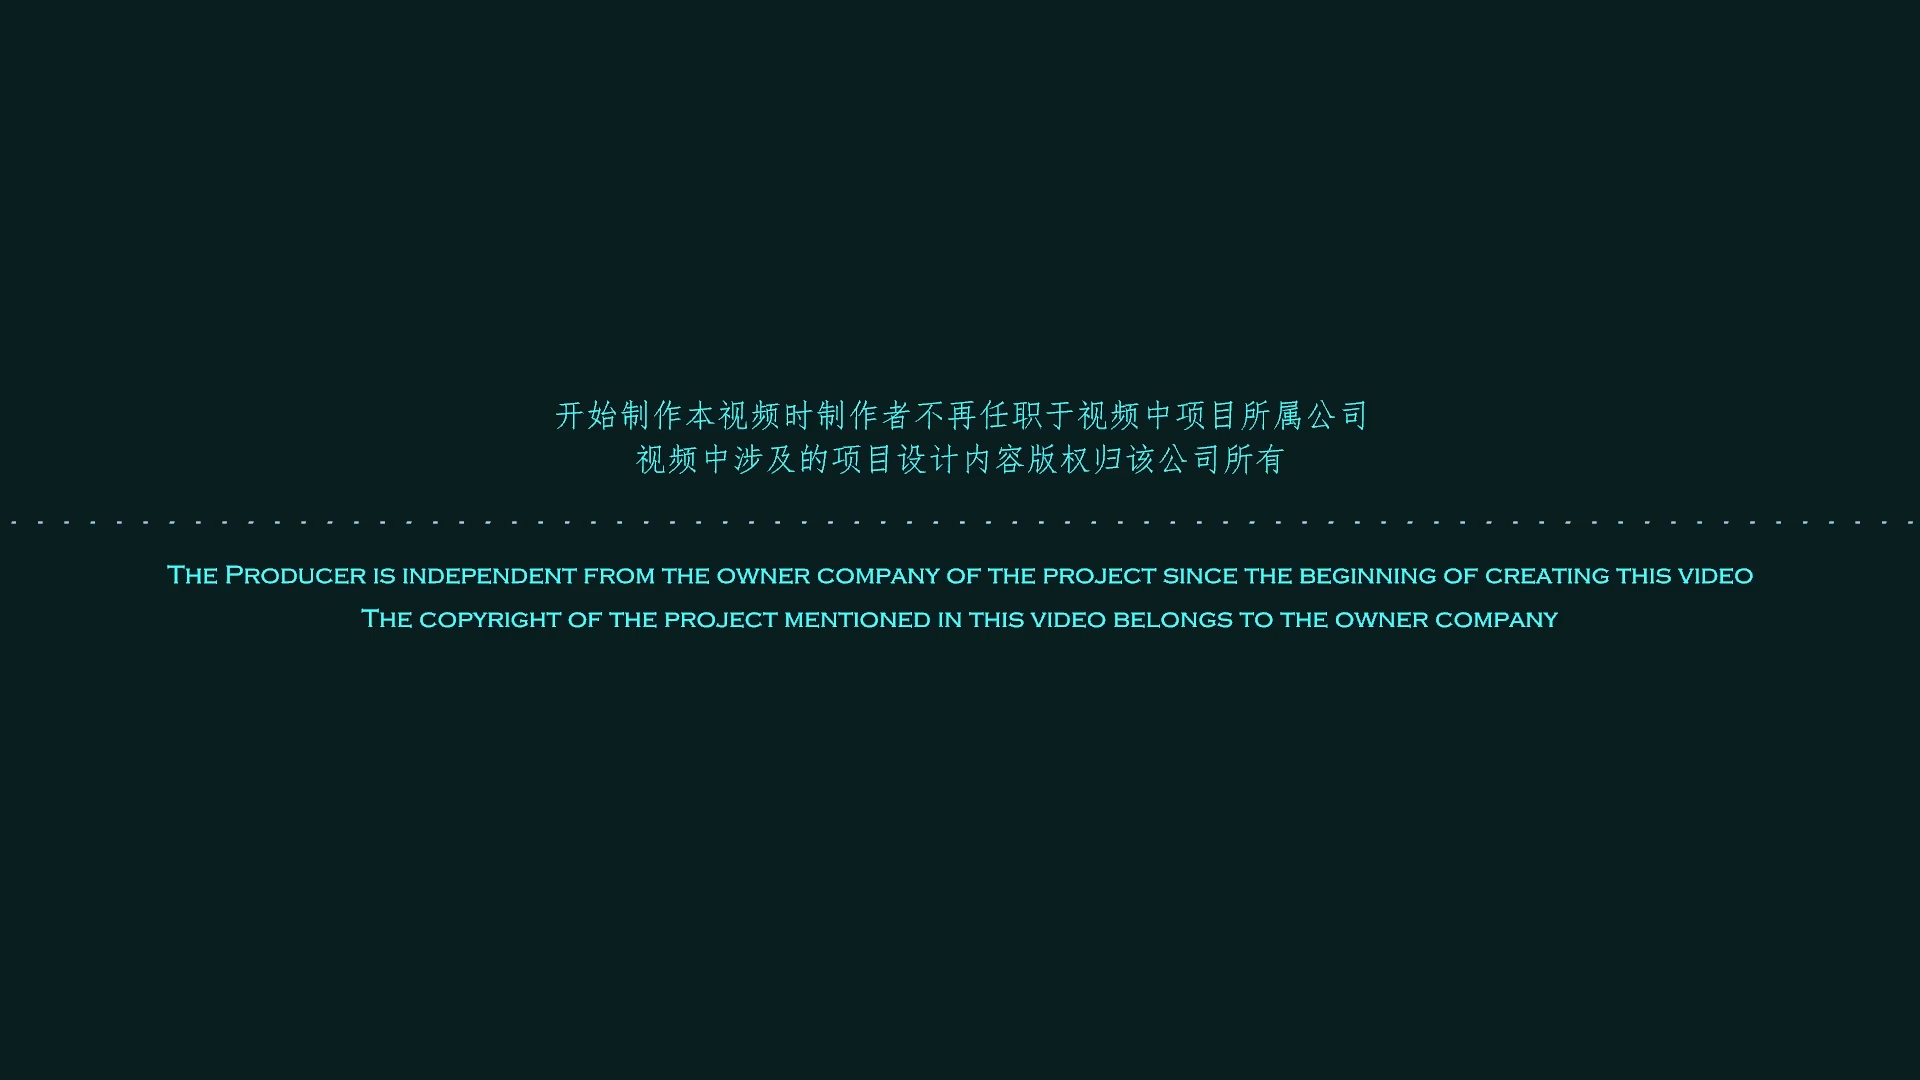 开始制作本视频时制作者不再任职于视频中项目所属公司
视频中涉及的项目设计内容版权归该公司所有
The Producer is independent from the owner company of the project since the beginning of creating this video
The copyright of the project mentioned in this video belongs to the owner company